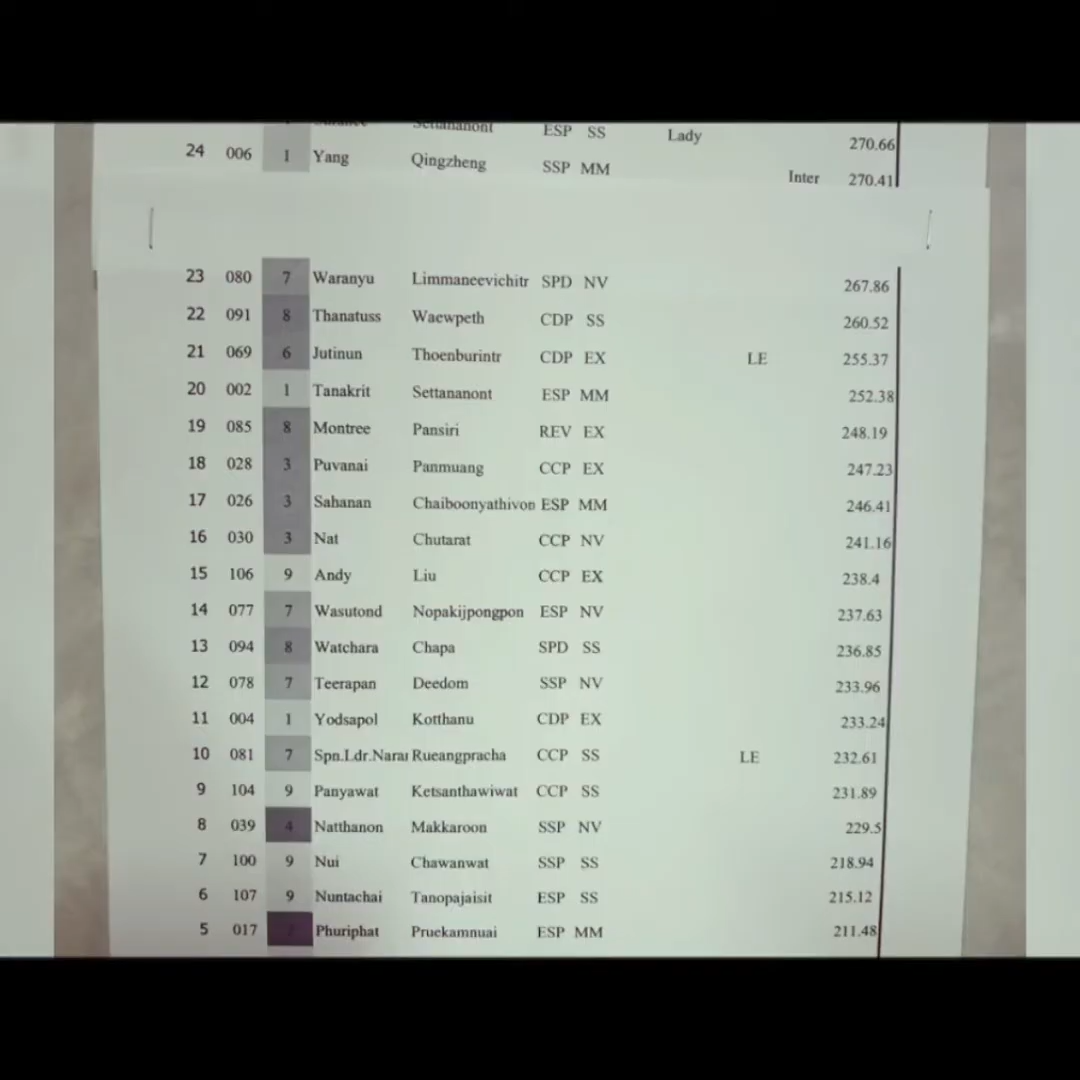 Settananont ESP SS Lady 270.66
24 006 1 Yang Qingzheng SSP MM Inter 270.41
23 080 7 Waranyu Limmaneevichitr SPD NV 267.86
22 091 8 Thanatuss Waewpeth CDP SS 260.52
21 069 6 Jutinun Thoenburintr CDP EX LE 255.37
20 002 1 Tanakrit Settananont ESP MM 252.38
19 085 8 Montree Pansiri REV EX 248.19
18 028 3 Puvanai Panmuang CCP EX 247.23
17 026 3 Sahanan Chaiboonyathivon ESP MM 246.41
16 030 3 Nat Chutarat CCP NV 241.16
15 106 9 Andy Liu CCP EX 238.4
14 077 7 Wasutond Nopakijpongpon ESP NV 237.63
13 094 8 Watchara Chapa SPD SS 236.85
12 078 7 Teerapan Deedom SSP NV 233.96
11 004 1 Yodsapol Kotthanu CDP EX 233.24
10 081 7 Spn.Ldr.Narai Rueangpracha CCP SS LE 232.61
9 104 9 Panyawat Ketsanthawiwat CCP SS 231.89
8 039 4 Natthanon Makkaroon SSP NV 229.5
7 100 9 Nui Chawanwat SSP SS 218.94
6 107 9 Nuntachai Tanopajaisit ESP SS 215.12
5 017 Phuriphat Pruekamnuai ESP MM 211.48